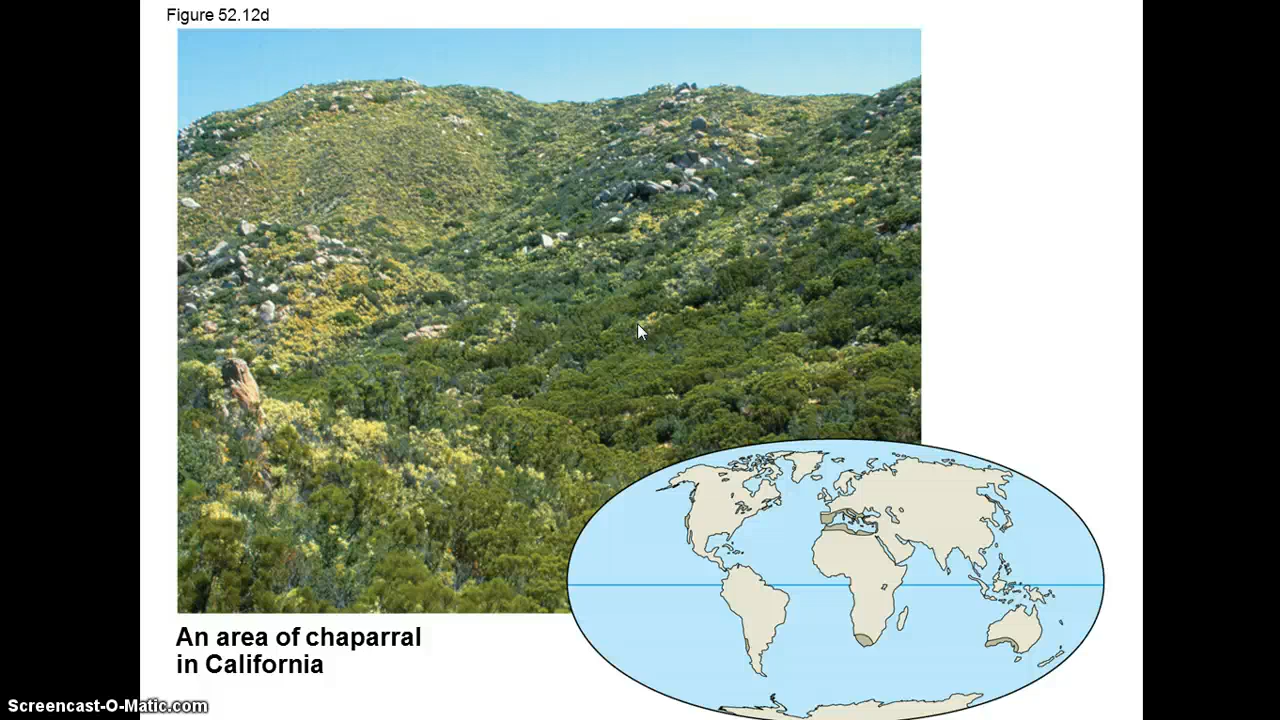 Figure 52.12d
An area of chaparral
in California
Screencast-O-Matic.com